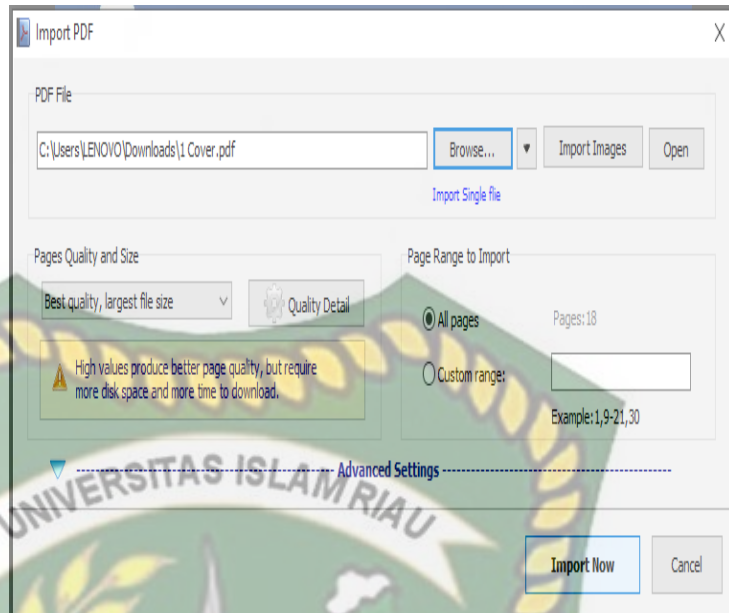 Import PDF
PDF File
C:\Users\LENOVO\Downloads\1 Cover.pdf
Browse...
Import Images
Open
Import Single file
Pages Quality and Size
Best quality, largest file size
Quality Detail
High values produce better page quality, but require
more disk space and more time to download.
Page Range to Import
All pages
Pages:18
Custom range:
Example:1,9-21,30
Advanced Settings
UNIVERSITAS ISLAM RIAU
Import Now
Cancel